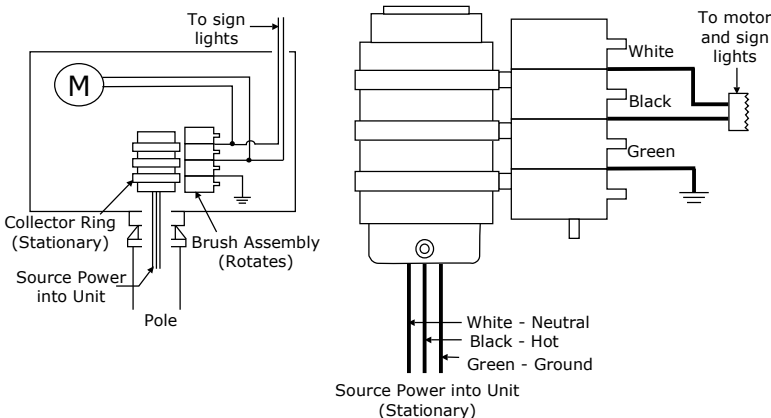 To sign
lights
M
Collector Ring
(Stationary)
Brush Assembly
(Rotates)
Source Power
into Unit
Pole
To motor
and sign
lights
White
Black
Green
White - Neutral
Black - Hot
Green - Ground
Source Power into Unit
(Stationary)